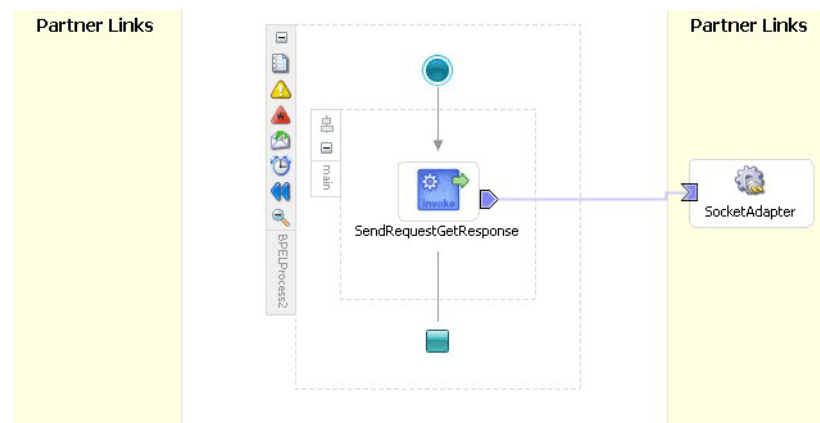 Partner Links
Partner Links
main
invoke
SendRequestGetResponse
SocketAdapter
BPELProcess2